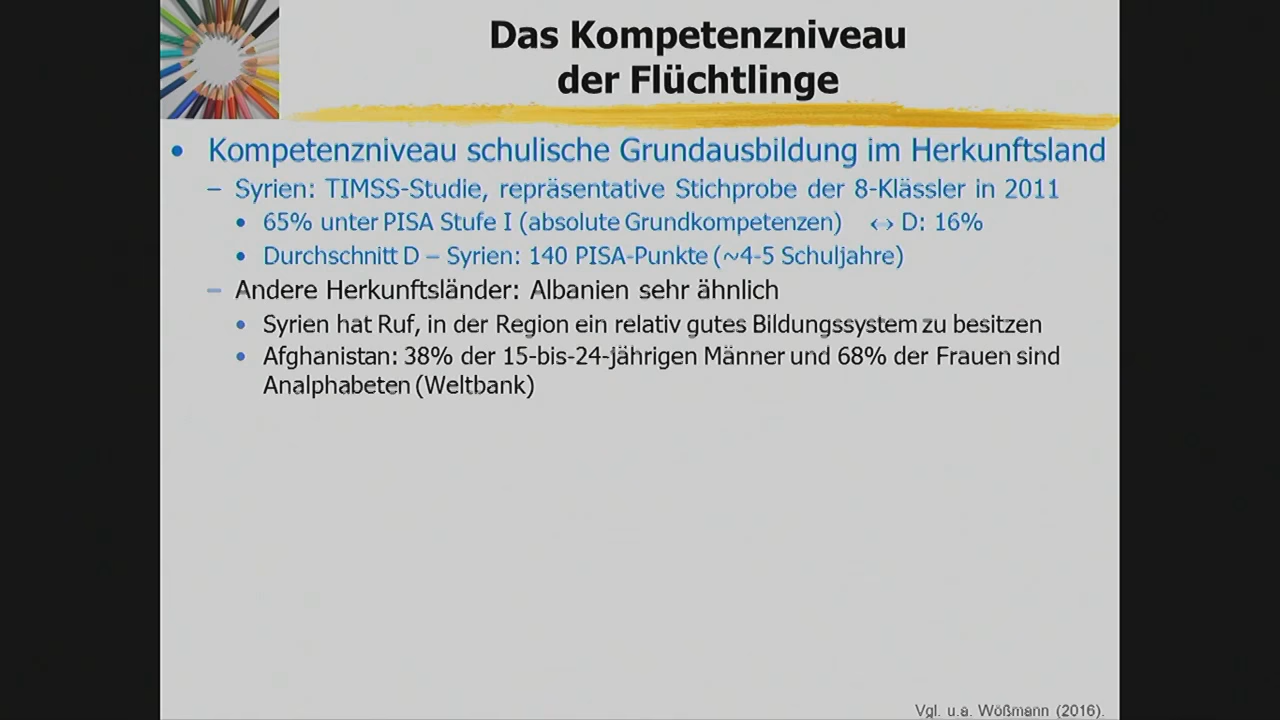 Das Kompetenzniveau
der Flüchtlinge
• Kompetenzniveau schulische Grundausbildung im Herkunftsland
– Syrien: TIMSS-Studie, repräsentative Stichprobe der 8-Klässler in 2011
• 65% unter PISA Stufe I (absolute Grundkompetenzen) ↔ D: 16%
• Durchschnitt D – Syrien: 140 PISA-Punkte (~4-5 Schuljahre)
– Andere Herkunftsländer: Albanien sehr ähnlich
• Syrien hat Ruf, in der Region ein relativ gutes Bildungssystem zu besitzen
• Afghanistan: 38% der 15-bis-24-jährigen Männer und 68% der Frauen sind
Analphabeten (Weltbank)
Vgl. u.a. Wößmann (2016).